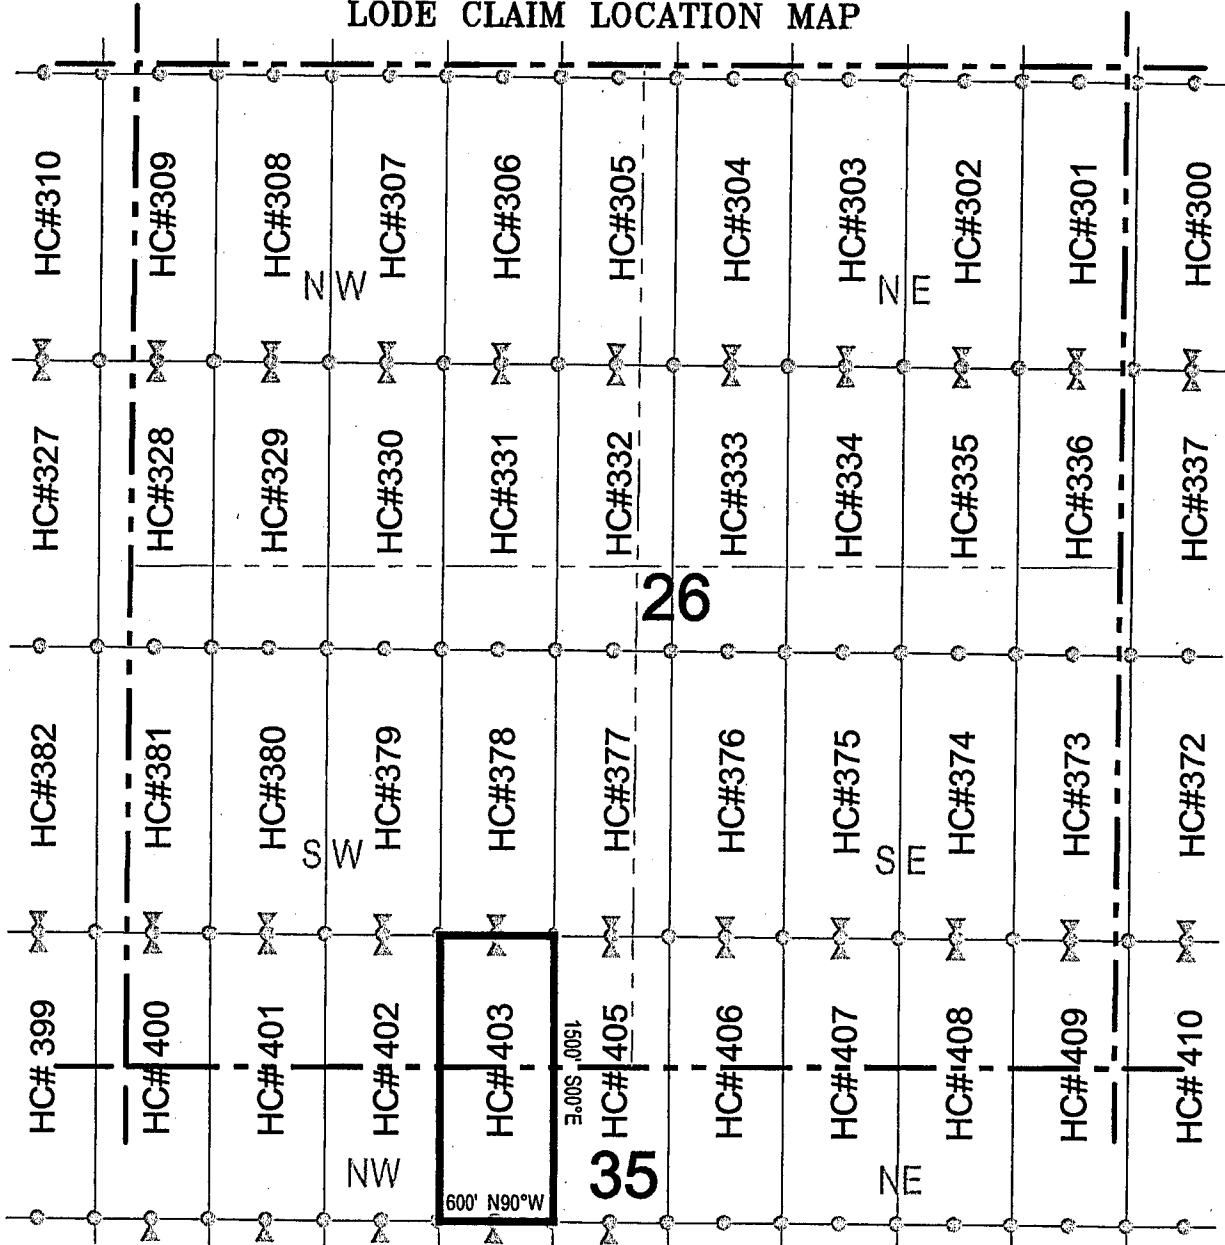 LODE CLAIM LOCATION MAP
HC#310
HC#309
HC#308
HC#307
HC#306
HC#305
HC#304
HC#303
HC#302
HC#301
HC#300
NW
NE
HC#327
HC#328
HC#329
HC#330
HC#331
HC#332
HC#333
HC#334
HC#335
HC#336
HC#337
26
HC#382
HC#381
HC#380
HC#379
HC#378
HC#377
HC#376
HC#375
HC#374
HC#373
HC#372
SW
SE
HC# 399
HC# 400
HC# 401
HC# 402
HC# 403
1500' S00°E
HC# 405
HC# 406
HC# 407
HC# 408
HC# 409
HC# 410
NW
600' N90°W
35
NE